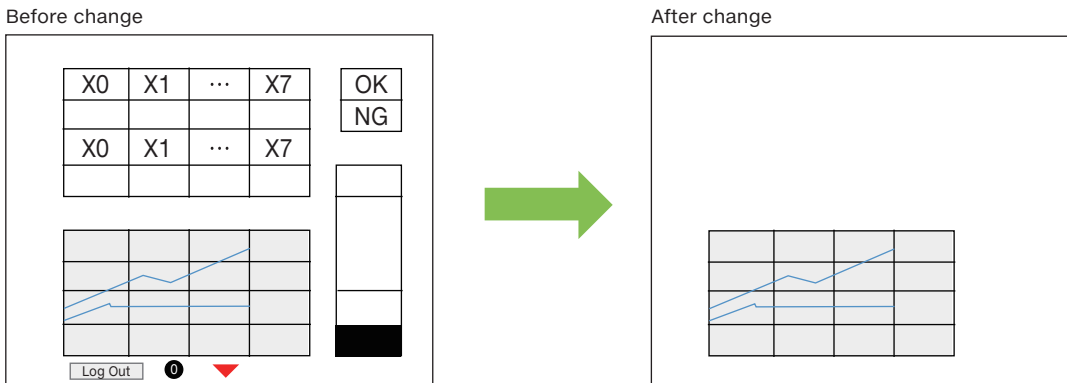 Before change
After change
X0 X1 ··· X7
OK
NG
X0 X1 ··· X7
Log Out
0